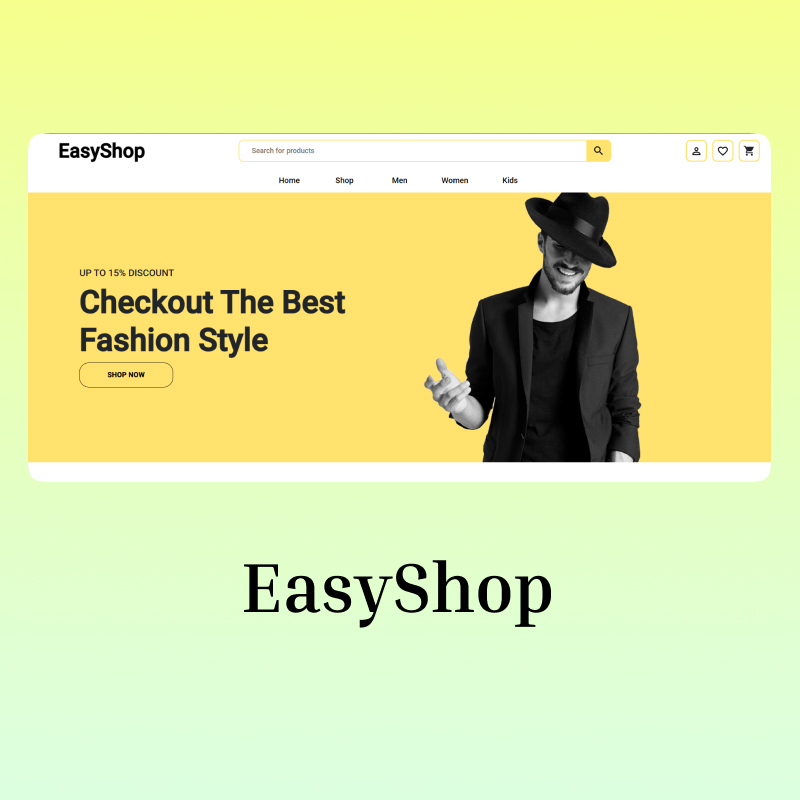 EasyShop
Search for products
Home Shop Men Women Kids
UP TO 15% DISCOUNT
Checkout The Best
Fashion Style
SHOP NOW
EasyShop